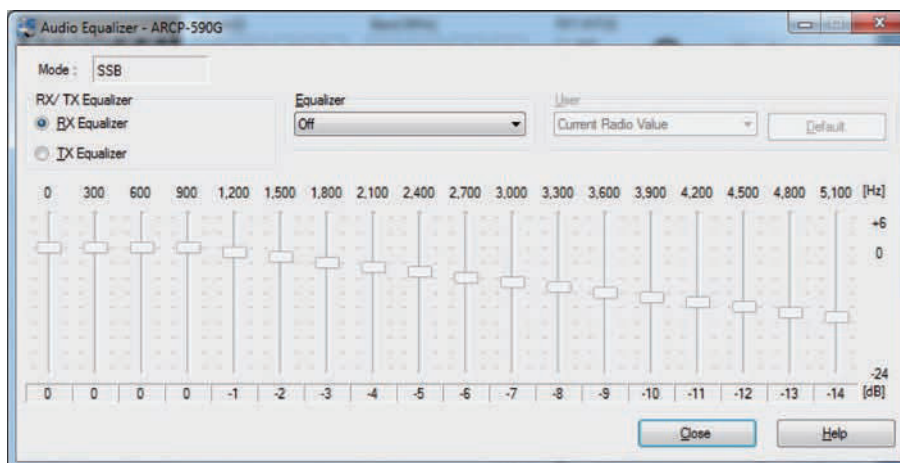 Audio Equalizer - ARCP-590G
Mode : SSB
RX/ TX Equalizer
RX Equalizer
TX Equalizer
Equalizer
Off
User
Current Radio Value
Default
0 300 600 900 1,200 1,500 1,800 2,100 2,400 2,700 3,000 3,300 3,600 3,900 4,200 4,500 4,800 5,100 [Hz]
+6
0
-24
0 0 0 0 -1 -2 -3 -4 -5 -6 -7 -8 -9 -10 -11 -12 -13 -14 [dB]
Close Help